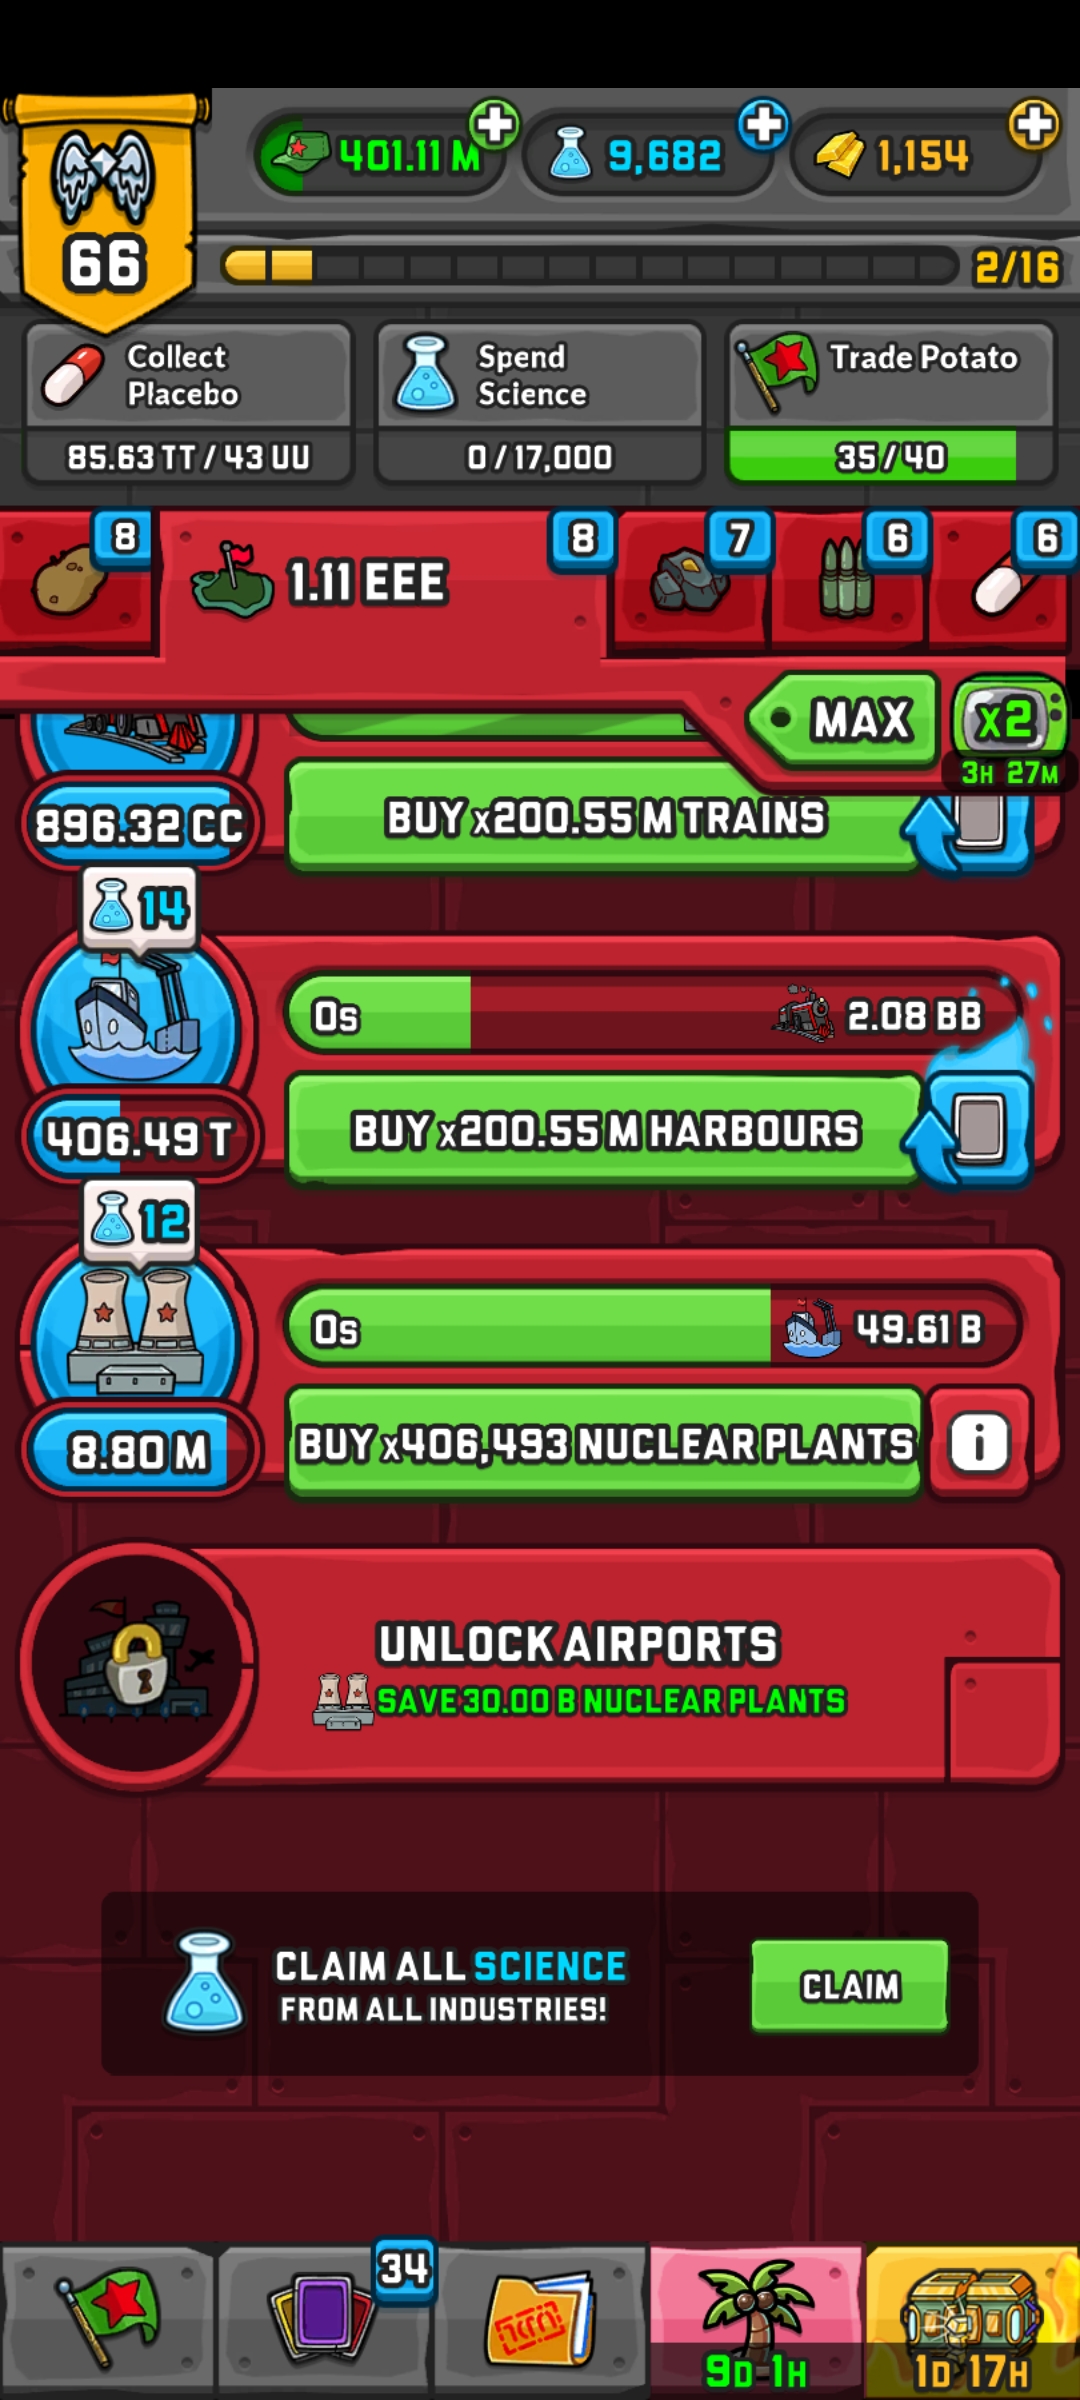 401.11 M
9,682
1,154
66
2/16
Collect
Placebo
Spend
Science
Trade Potato
85.63 TT / 43 UU
0 / 17,000
35 / 40
8
1.11 EEE
8
7
6
6
MAX
x2
3H 27M
896.32 CC
BUY x200.55 M TRAINS
14
0s
2.08 BB
406.49 T
BUY x200.55 M HARBOURS
12
0s
49.61 B
8.80 M
BUY x406,493 NUCLEAR PLANTS
i
UNLOCK AIRPORTS
SAVE 30.00 B NUCLEAR PLANTS
CLAIM ALL SCIENCE
FROM ALL INDUSTRIES!
CLAIM
34
9D 1H
1D 17H